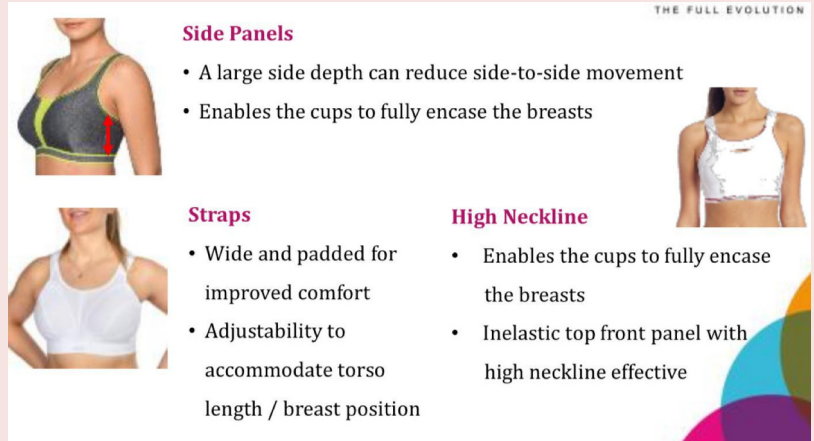 THE FULL EVOLUTION
Side Panels
• A large side depth can reduce side-to-side movement
• Enables the cups to fully encase the breasts
Straps
• Wide and padded for
improved comfort
• Adjustability to
accommodate torso
length / breast position
High Neckline
• Enables the cups to fully encase
the breasts
• Inelastic top front panel with
high neckline effective